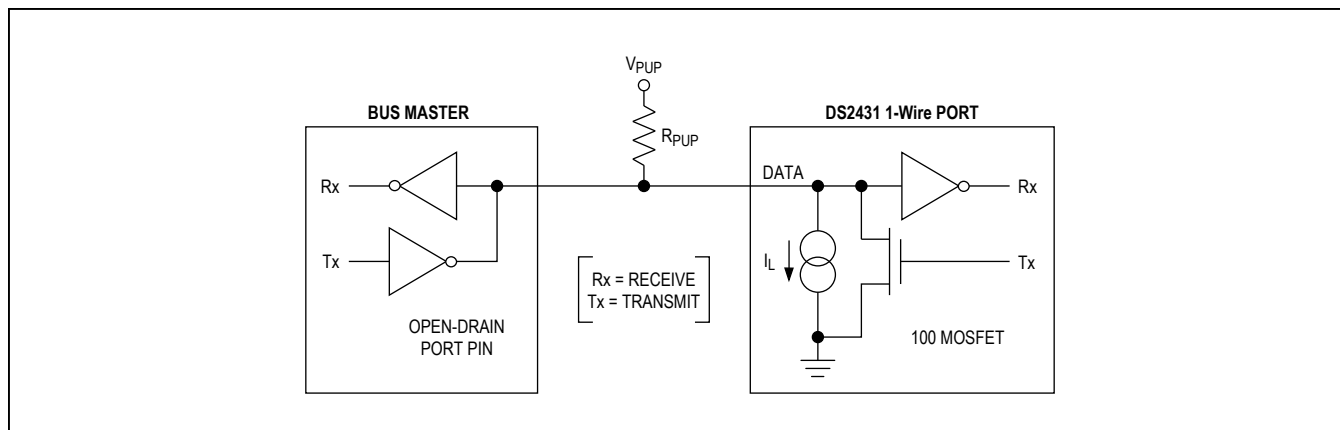 VPUP
BUS MASTER
DS2431 1-Wire PORT
RPUP
DATA
Rx
Rx
Tx
IL
Tx
Rx = RECEIVE
Tx = TRANSMIT
OPEN-DRAIN
PORT PIN
100 MOSFET